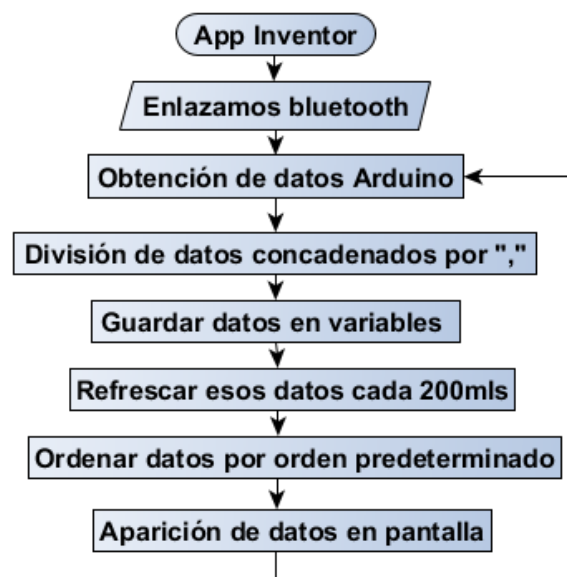 App Inventor
Enlazamos bluetooth
Obtención de datos Arduino
División de datos concadenados por ","
Guardar datos en variables
Refrescar esos datos cada 200mls
Ordenar datos por orden predeterminado
Aparición de datos en pantalla